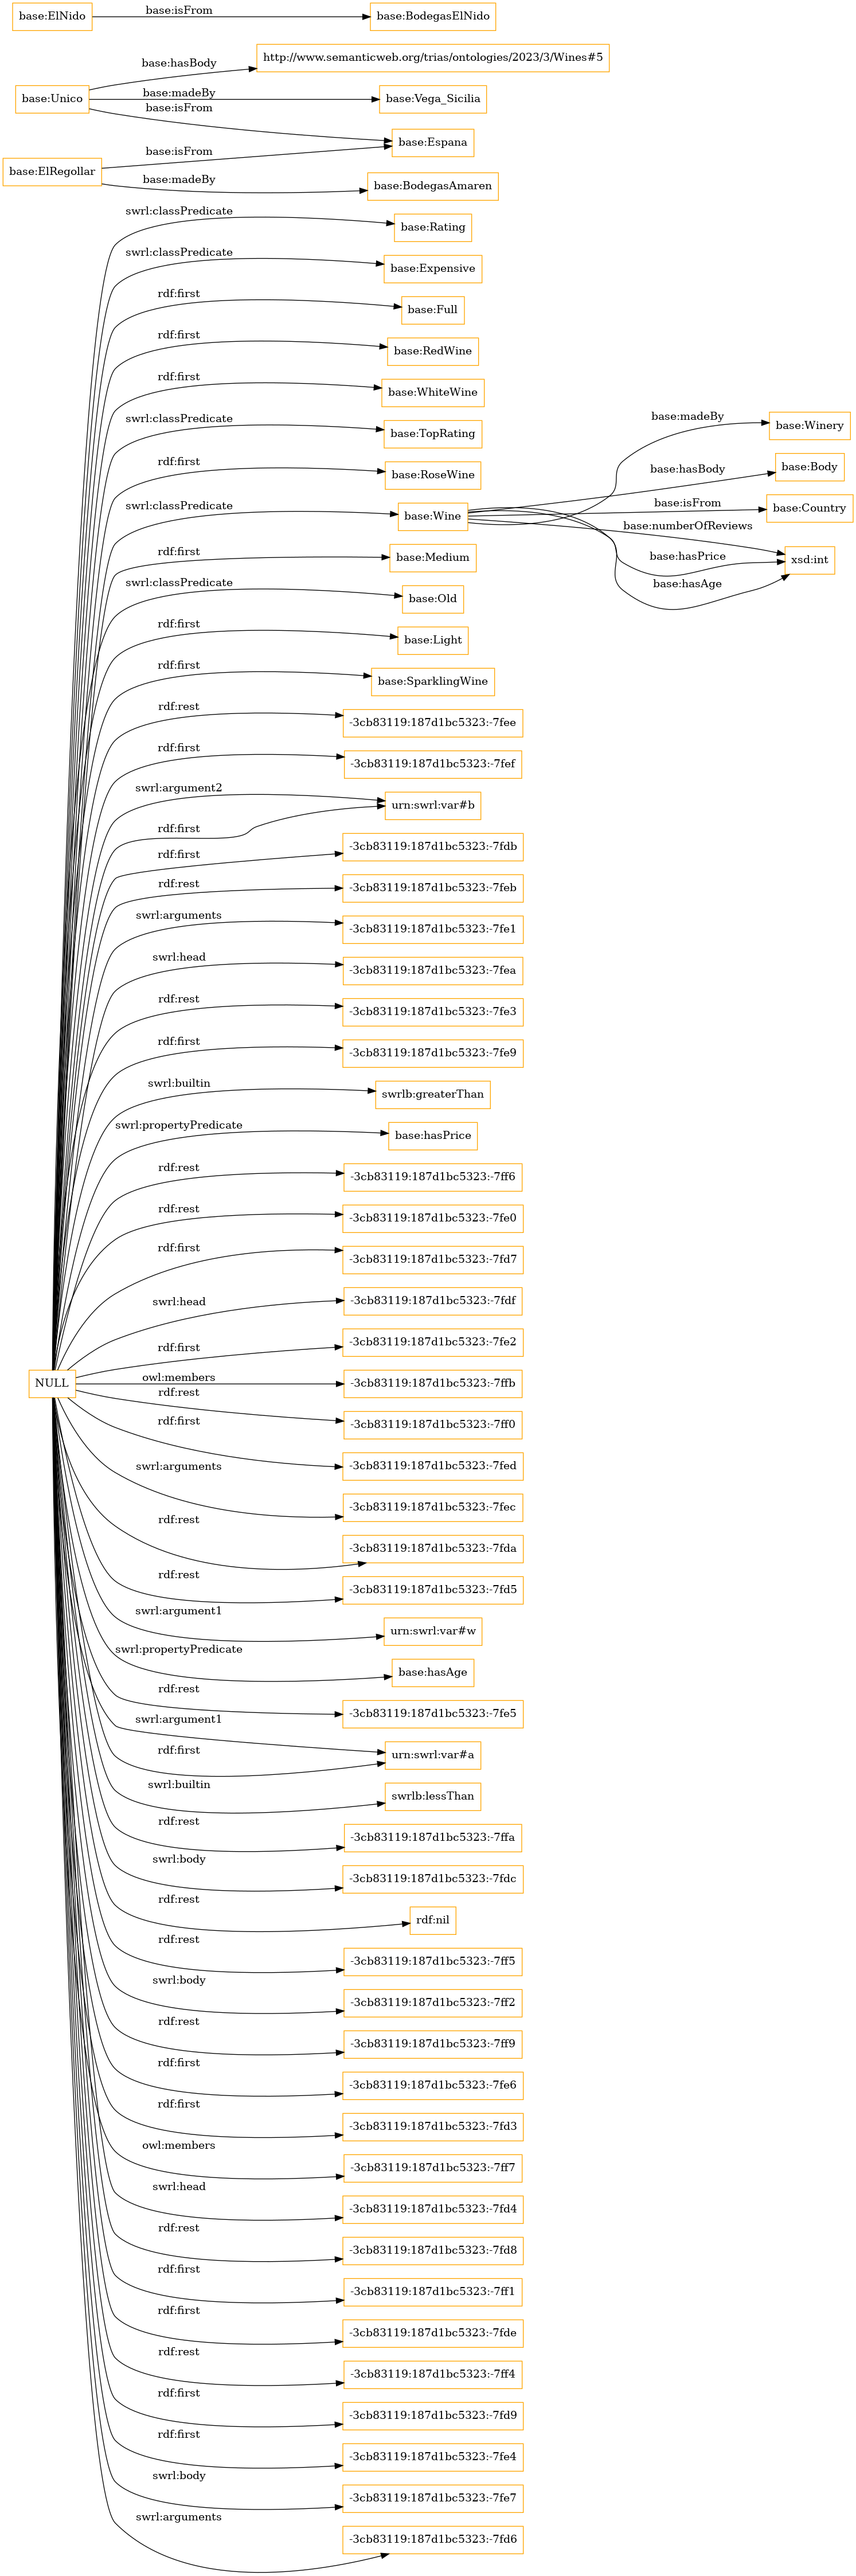 base:ElNido
base:isFrom
base:BodegasElNido
base:hasBody
http://www.semanticweb.org/trias/ontologies/2023/3/Wines#5
base:Unico
base:madeBy
base:Vega_Sicilia
base:isFrom
base:Espana
base:ElRegollar
base:isFrom
base:madeBy
base:BodegasAmaren
swrl:classPredicate
base:Rating
swrl:classPredicate
base:Expensive
rdf:first
base:Full
rdf:first
base:RedWine
rdf:first
base:WhiteWine
swrl:classPredicate
base:TopRating
rdf:first
base:RoseWine
swrl:classPredicate
base:Wine
base:madeBy
base:Winery
base:hasBody
base:Body
base:isFrom
base:Country
base:numberOfReviews
base:hasPrice
xsd:int
base:hasAge
rdf:first
base:Medium
swrl:classPredicate
base:Old
rdf:first
base:Light
rdf:first
base:SparklingWine
rdf:rest
-3cb83119:187d1bc5323:-7fee
rdf:first
-3cb83119:187d1bc5323:-7fef
swrl:argument2
urn:swrl:var#b
rdf:first
rdf:first
-3cb83119:187d1bc5323:-7fdb
rdf:rest
-3cb83119:187d1bc5323:-7feb
swrl:arguments
-3cb83119:187d1bc5323:-7fe1
swrl:head
-3cb83119:187d1bc5323:-7fea
rdf:rest
-3cb83119:187d1bc5323:-7fe3
rdf:first
-3cb83119:187d1bc5323:-7fe9
swrl:builtin
swrlb:greaterThan
swrl:propertyPredicate
base:hasPrice
rdf:rest
-3cb83119:187d1bc5323:-7ff6
rdf:rest
-3cb83119:187d1bc5323:-7fe0
rdf:first
-3cb83119:187d1bc5323:-7fd7
swrl:head
-3cb83119:187d1bc5323:-7fdf
rdf:first
-3cb83119:187d1bc5323:-7fe2
NULL
owl:members
-3cb83119:187d1bc5323:-7ffb
rdf:rest
-3cb83119:187d1bc5323:-7ff0
rdf:first
-3cb83119:187d1bc5323:-7fed
swrl:arguments
-3cb83119:187d1bc5323:-7fec
rdf:rest
-3cb83119:187d1bc5323:-7fda
rdf:rest
-3cb83119:187d1bc5323:-7fd5
swrl:argument1
urn:swrl:var#w
swrl:propertyPredicate
base:hasAge
rdf:rest
-3cb83119:187d1bc5323:-7fe5
swrl:argument1
urn:swrl:var#a
rdf:first
swrl:builtin
swrlb:lessThan
rdf:rest
-3cb83119:187d1bc5323:-7ffa
swrl:body
-3cb83119:187d1bc5323:-7fdc
rdf:rest
rdf:nil
rdf:rest
-3cb83119:187d1bc5323:-7ff5
swrl:body
-3cb83119:187d1bc5323:-7ff2
rdf:rest
-3cb83119:187d1bc5323:-7ff9
rdf:first
-3cb83119:187d1bc5323:-7fe6
rdf:first
-3cb83119:187d1bc5323:-7fd3
owl:members
-3cb83119:187d1bc5323:-7ff7
swrl:head
-3cb83119:187d1bc5323:-7fd4
rdf:rest
-3cb83119:187d1bc5323:-7fd8
rdf:first
-3cb83119:187d1bc5323:-7ff1
rdf:first
-3cb83119:187d1bc5323:-7fde
rdf:rest
-3cb83119:187d1bc5323:-7ff4
rdf:first
-3cb83119:187d1bc5323:-7fd9
rdf:first
-3cb83119:187d1bc5323:-7fe4
swrl:body
-3cb83119:187d1bc5323:-7fe7
swrl:arguments
-3cb83119:187d1bc5323:-7fd6